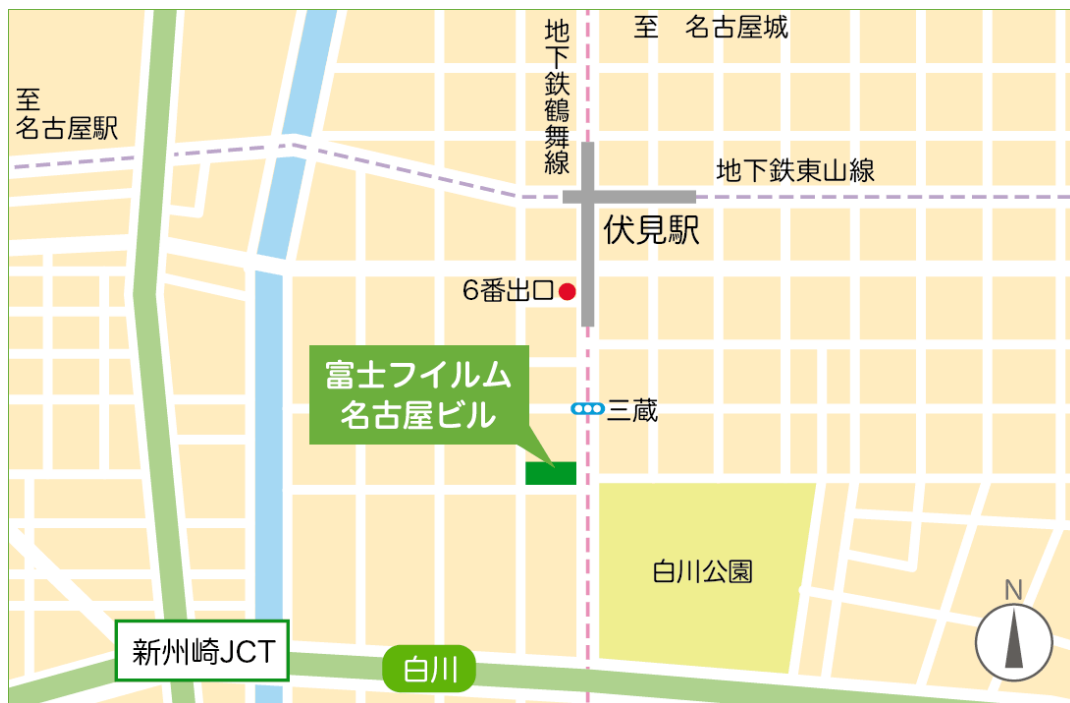 至　名古屋城
地下鉄鶴舞線
至
名古屋駅
地下鉄東山線
伏見駅
6番出口
富士フイルム
名古屋ビル
三蔵
白川公園
N
新州崎JCT
白川